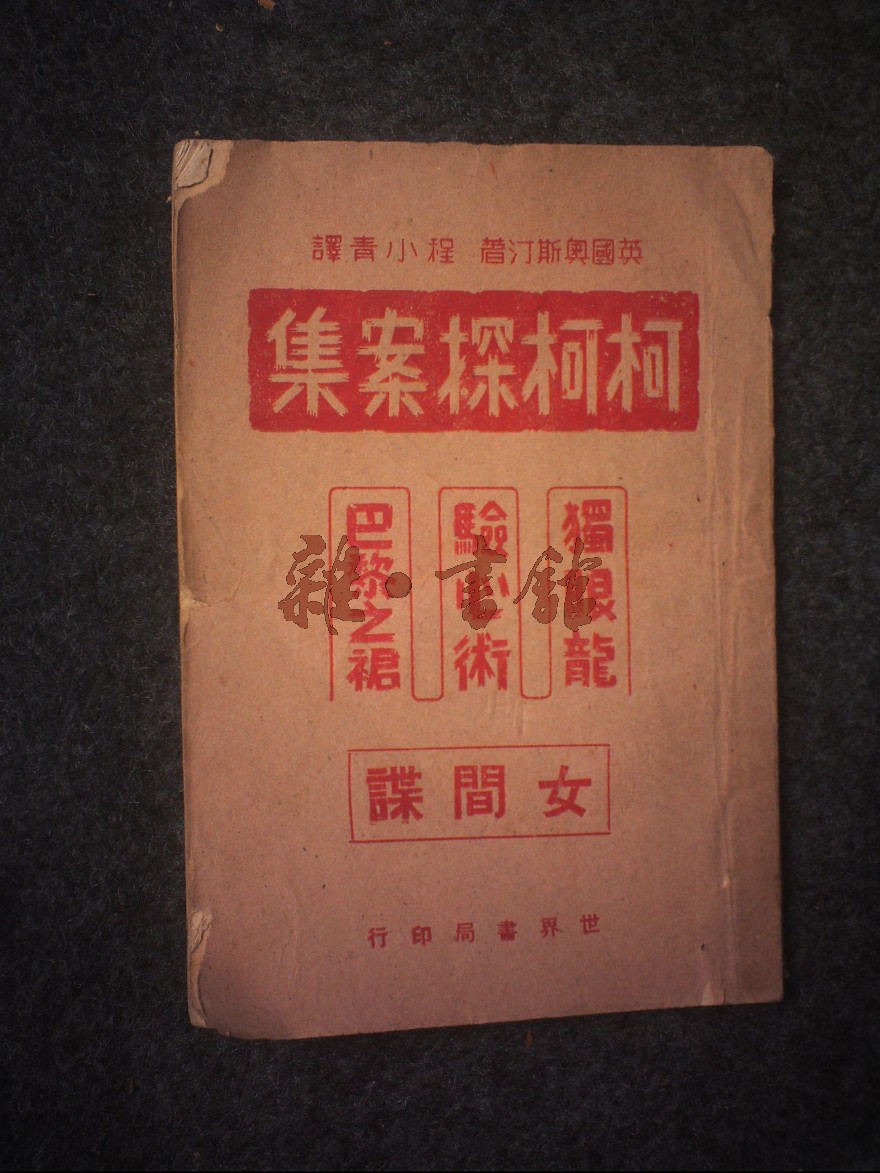 英國奥斯汀著 程小青譯
柯柯探案集
獨眼龍
驗心術
巴黎之裙
女間諜
世界書局印行
雜·書館